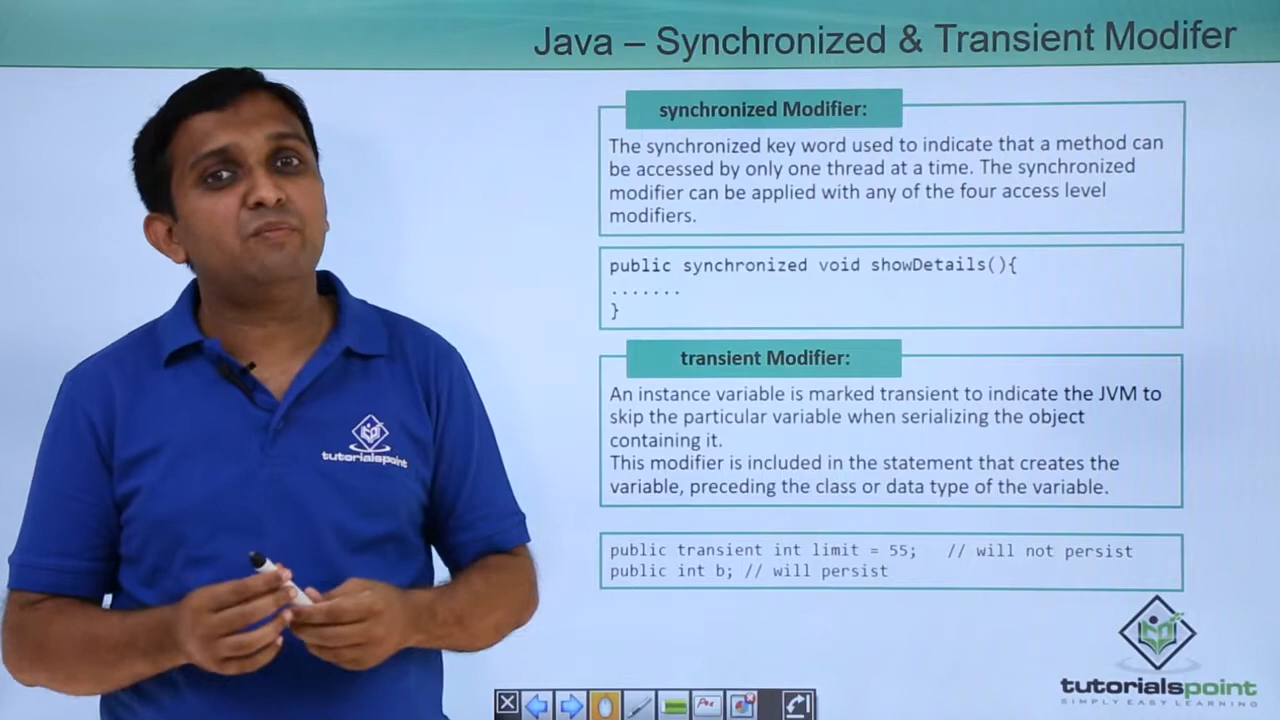 Java – Synchronized & Transient Modifer
synchronized Modifier:
The synchronized key word used to indicate that a method can
be accessed by only one thread at a time. The synchronized
modifier can be applied with any of the four access level
modifiers.
public synchronized void showDetails(){
.......
}
transient Modifier:
An instance variable is marked transient to indicate the JVM to
skip the particular variable when serializing the object
containing it.
This modifier is included in the statement that creates the
variable, preceding the class or data type of the variable.
public transient int limit = 55;   // will not persist
public int b; // will persist
tutorialspoint
tutorialspoint
SIMPLY EASY LEARNING